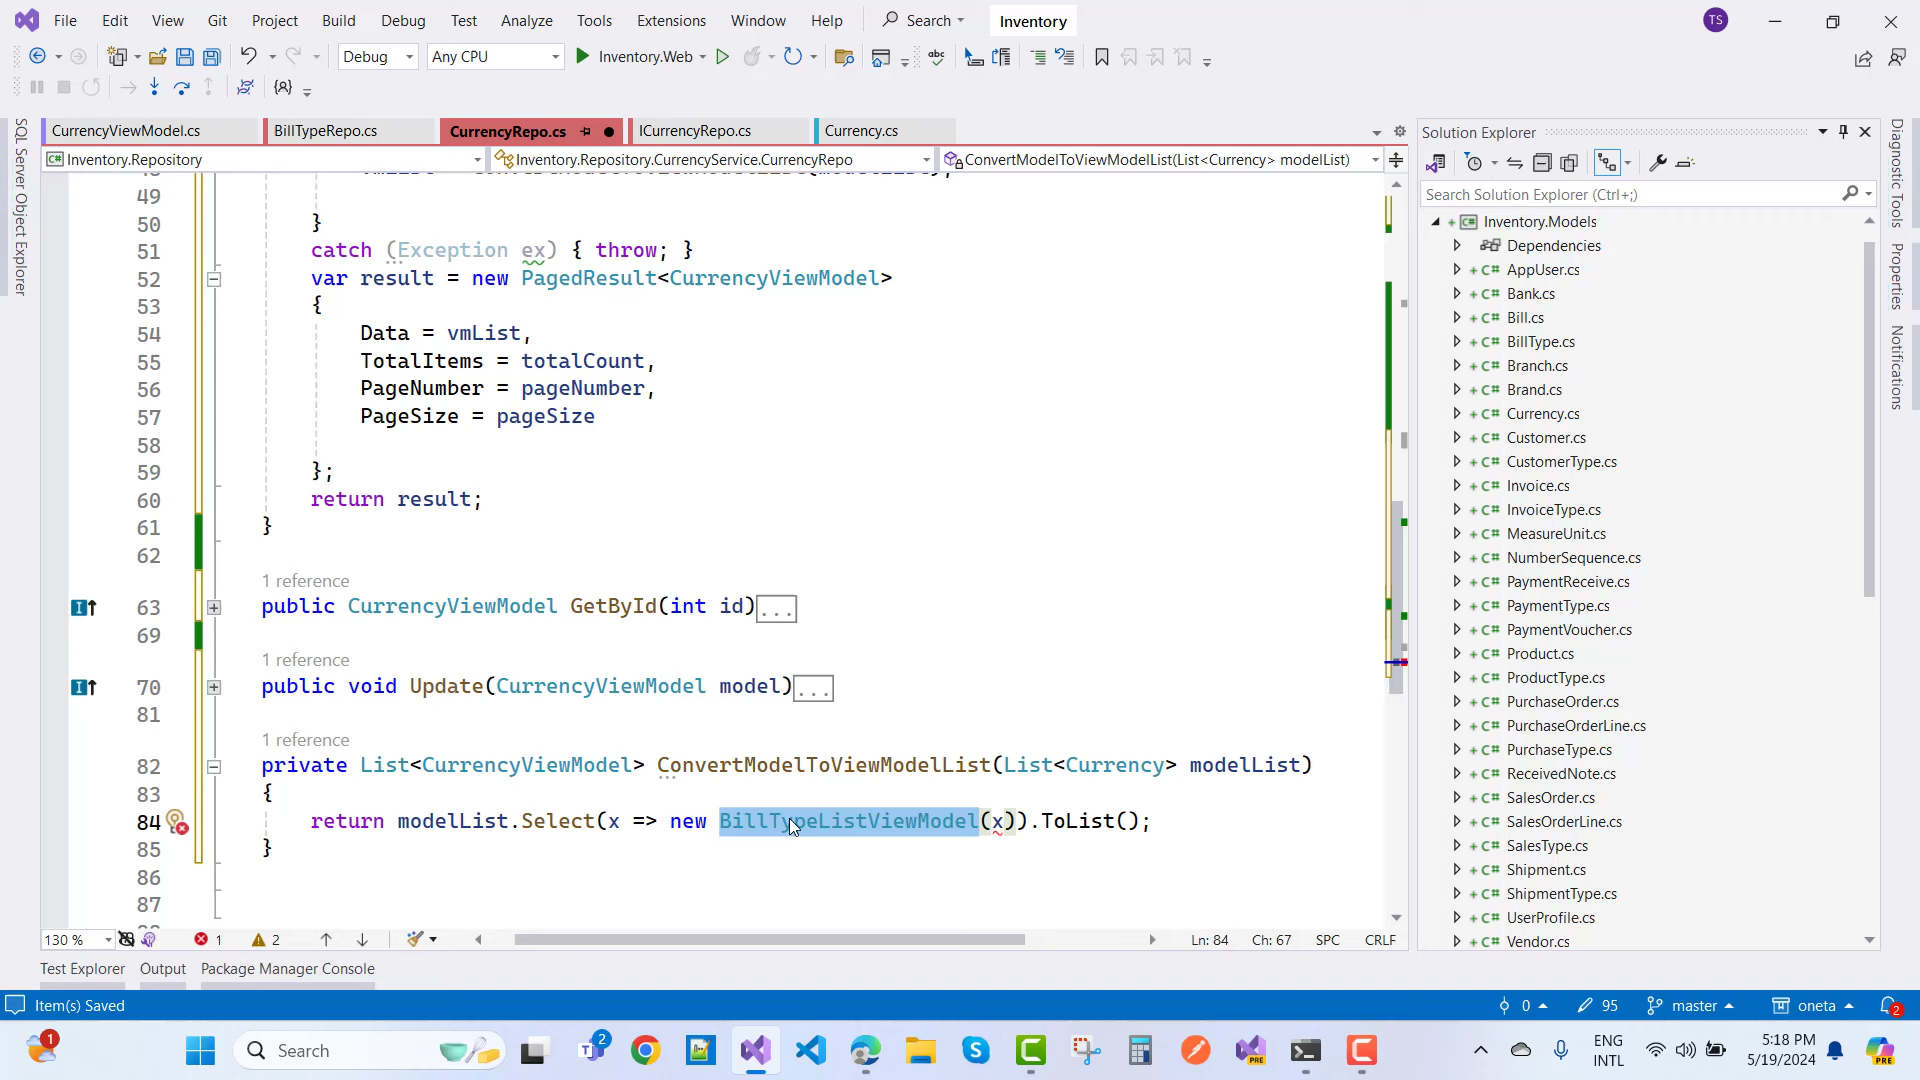 File Edit View Git Project Build Debug Test Analyze Tools Extensions Window Help Search Inventory TS
Debug Any CPU Inventory.Web
CurrencyViewModel.cs BillTypeRepo.cs CurrencyRepo.cs ICurrencyRepo.cs Currency.cs
Inventory.Repository Inventory.Repository.CurrencyService.CurrencyRepo ConvertModelToViewModelList(List<Currency> modelList)
49
50 }
51 catch (Exception ex) { throw; }
52 var result = new PagedResult<CurrencyViewModel>
53 {
54 Data = vmList,
55 TotalItems = totalCount,
56 PageNumber = pageNumber,
57 PageSize = pageSize
58
59 };
60 return result;
61 }
62
1 reference
63 public CurrencyViewModel GetById(int id)...
69
1 reference
70 public void Update(CurrencyViewModel model)...
81
1 reference
82 private List<CurrencyViewModel> ConvertModelToViewModelList(List<Currency> modelList)
83 {
84 return modelList.Select(x => new BillTypeListViewModel(x)).ToList();
85 }
86
87
130 % 1 2 Ln: 84 Ch: 67 SPC CRLF
Test Explorer Output Package Manager Console
Item(s) Saved 0 95 master oneta 2
SQL Server Object Explorer
Solution Explorer
Search Solution Explorer (Ctrl+;)
Inventory.Models
Dependencies
C# AppUser.cs
C# Bank.cs
C# Bill.cs
C# BillType.cs
C# Branch.cs
C# Brand.cs
C# Currency.cs
C# Customer.cs
C# CustomerType.cs
C# Invoice.cs
C# InvoiceType.cs
C# MeasureUnit.cs
C# NumberSequence.cs
C# PaymentReceive.cs
C# PaymentType.cs
C# PaymentVoucher.cs
C# Product.cs
C# ProductType.cs
C# PurchaseOrder.cs
C# PurchaseOrderLine.cs
C# PurchaseType.cs
C# ReceivedNote.cs
C# SalesOrder.cs
C# SalesOrderLine.cs
C# SalesType.cs
C# Shipment.cs
C# ShipmentType.cs
C# UserProfile.cs
C# Vendor.cs
Diagnostic Tools
Properties
Notifications
1 Search 2 PRE ENG INTL 5:18 PM 5/19/2024 PRE